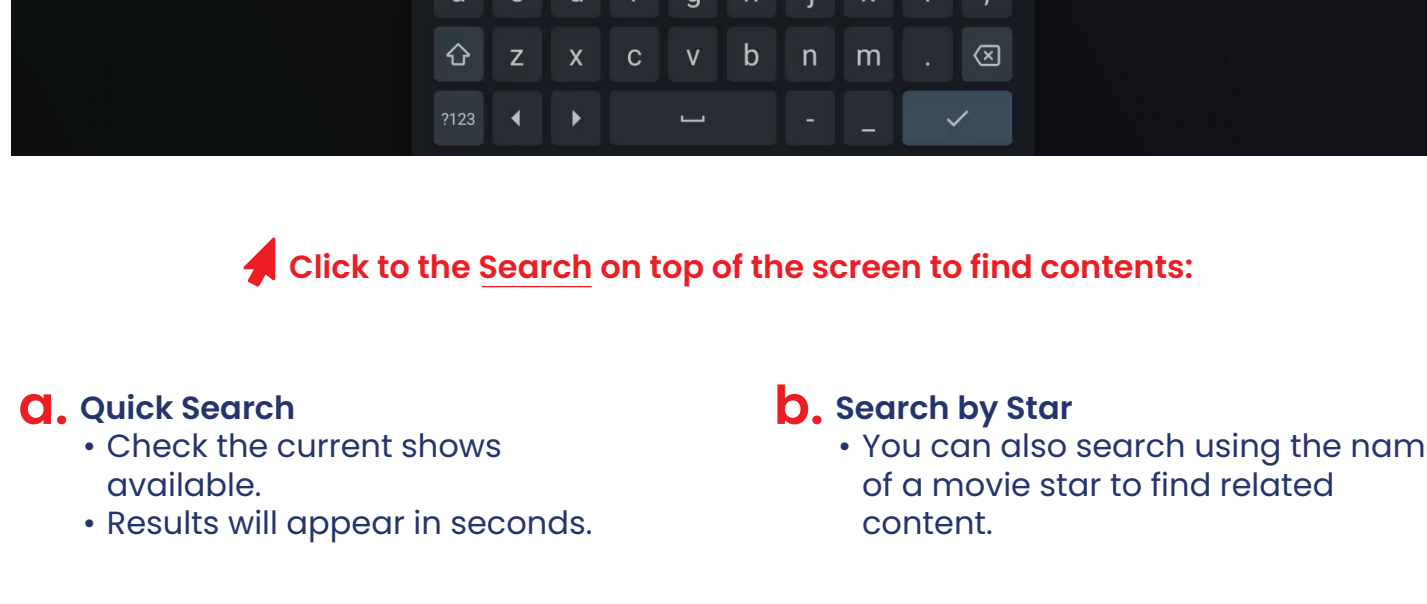 z x c v b n m .
?123 - _
Click to the Search on top of the screen to find contents:
a. Quick Search
• Check the current shows
available.
• Results will appear in seconds.
b. Search by Star
• You can also search using the nam
of a movie star to find related
content.